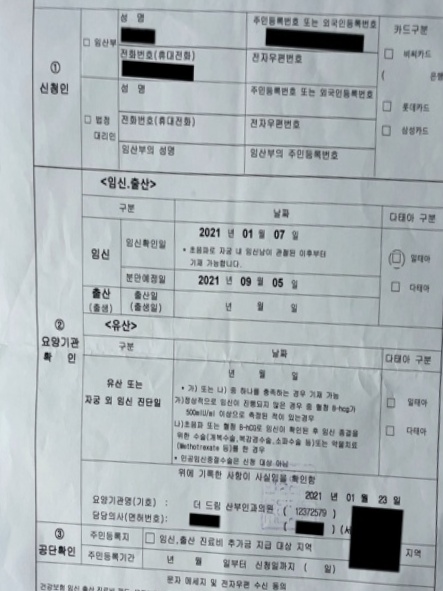 성 명
주민등록번호 또는 외국인등록번호
카드구분
①
신청인
□ 임산부
전화번호(휴대전화)
전자우편번호
□ 비씨카드
( 은행
성 명
주민등록번호 또는 외국인등록번호
□ 롯데카드
□ 법정
대리인
전화번호(휴대전화)
전자우편번호
□ 삼성카드
임산부의 성명
임산부의 주민등록번호
<임신.출산>
구분
날짜
다태아 구분
임신
임신확인일
2021 년 01 월 07 일
* 초음파로 자궁 내 임신낭이 관찰된 이후부터
기재 가능합니다.
□ 일태아
분만예정일
2021 년 09 월 05 일
□ 다태아
출산
(출생)
출산일
(출생일)
년 월 일
②
요양기관
확 인
<유산>
구분
날짜
다태아 구분
유산 또는
자궁 외 임신 진단일
년 월 일
* 가) 또는 나) 중 하나를 충족하는 경우 기재 가능
가)정상적으로 임신이 진행되지 않은 경우 중 혈청 β-hcg가
500mIU/ml 이상으로 측정된 적이 있는경우
나)초음파 또는 혈청 β-hCG로 임신이 확인된 후 임신 종결을
위한 수술(개복수술,복강경수술,소파수술 등)또는 약물치료
(Methotrexate 등)를 한 경우
* 인공임신중절수술은 신청 대상 아님
□ 일태아
□ 다태아
위에 기록한 사항이 사실임을 확인함
2021 년 01 월 23 일
요양기관명(기호) : 더 드림 산부인과의원 ( 12372579 )
담당의사(면허번호) : ( ) (서
③
공단확인
주민등록지
□ 임신.출산 진료비 추가금 지급 대상 지역
지역
주민등록기간
년 월 일부터 신청일까지 ( 일)
문자 메세지 및 전자우편 수신 동의